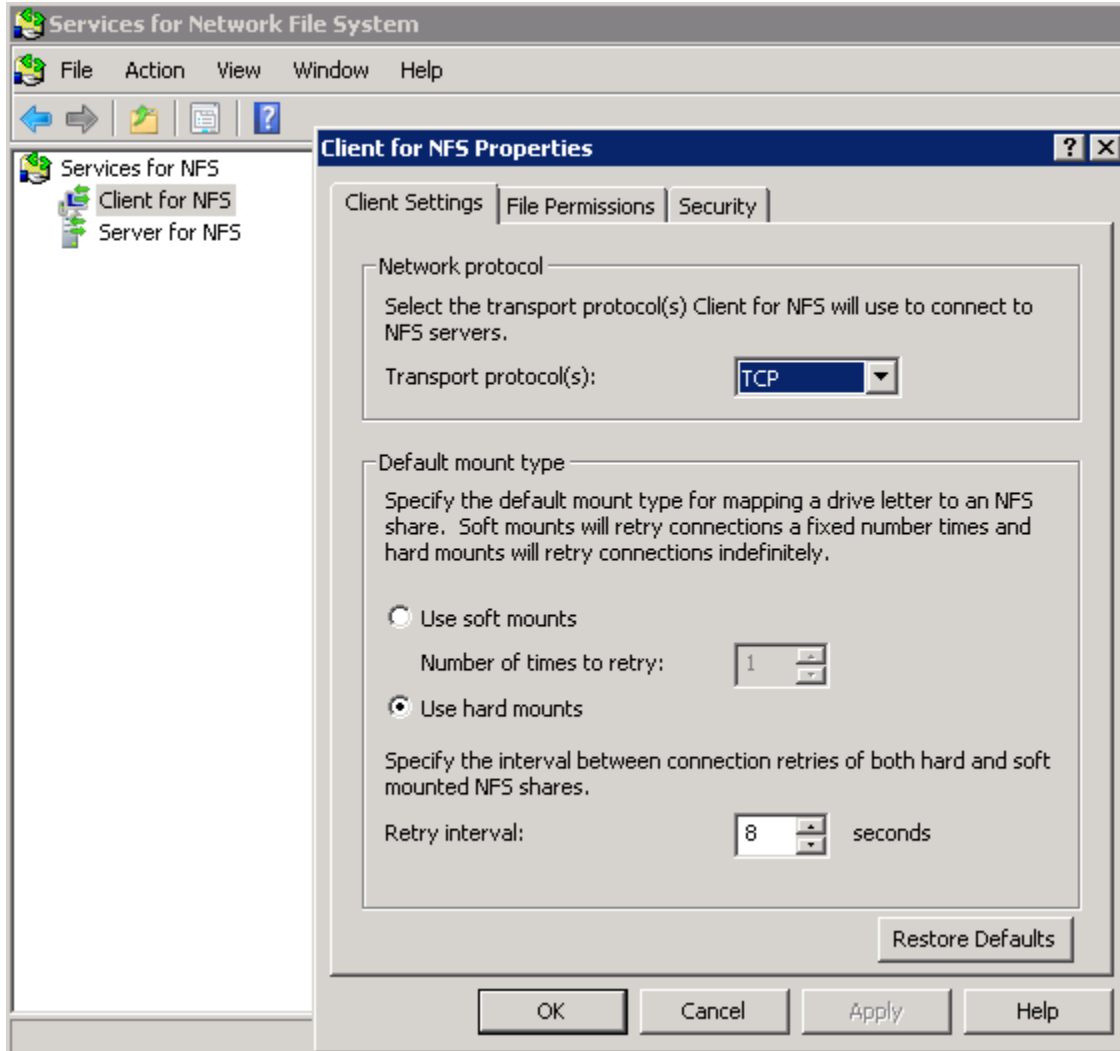 Services for Network File System
File Action View Window Help
Services for NFS
Client for NFS
Server for NFS
Client for NFS Properties
Client Settings File Permissions Security
Network protocol
Select the transport protocol(s) Client for NFS will use to connect to
NFS servers.
Transport protocol(s): TCP
Default mount type
Specify the default mount type for mapping a drive letter to an NFS
share. Soft mounts will retry connections a fixed number times and
hard mounts will retry connections indefinitely.
Use soft mounts
Number of times to retry: 1
Use hard mounts
Specify the interval between connection retries of both hard and soft
mounted NFS shares.
Retry interval: 8 seconds
Restore Defaults
OK Cancel Apply Help